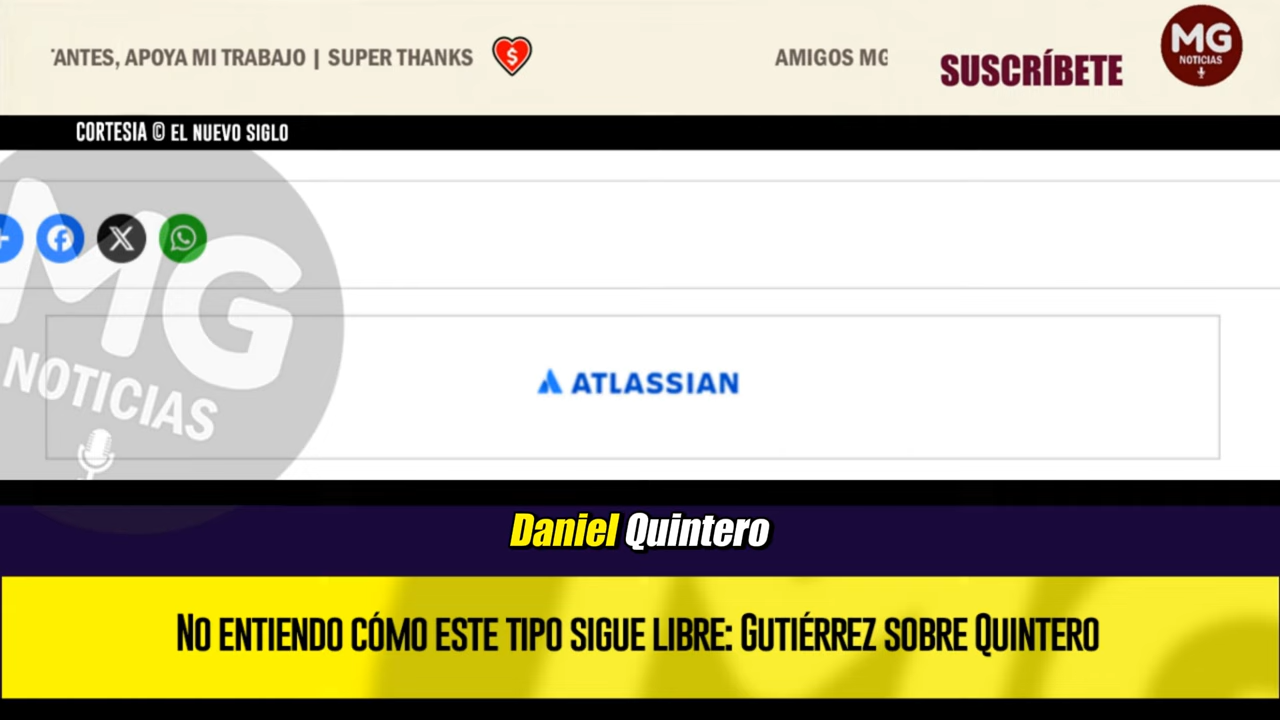 'ANTES, APOYA MI TRABAJO | SUPER THANKS $ AMIGOS MG
SUSCRÍBETE
MG
NOTICIAS
CORTESIA © EL NUEVO SIGLO
MG
NOTICIAS
ATLASSIAN
Daniel Quintero
NO ENTIENDO CÓMO ESTE TIPO SIGUE LIBRE: GUTIÉRREZ SOBRE QUINTERO